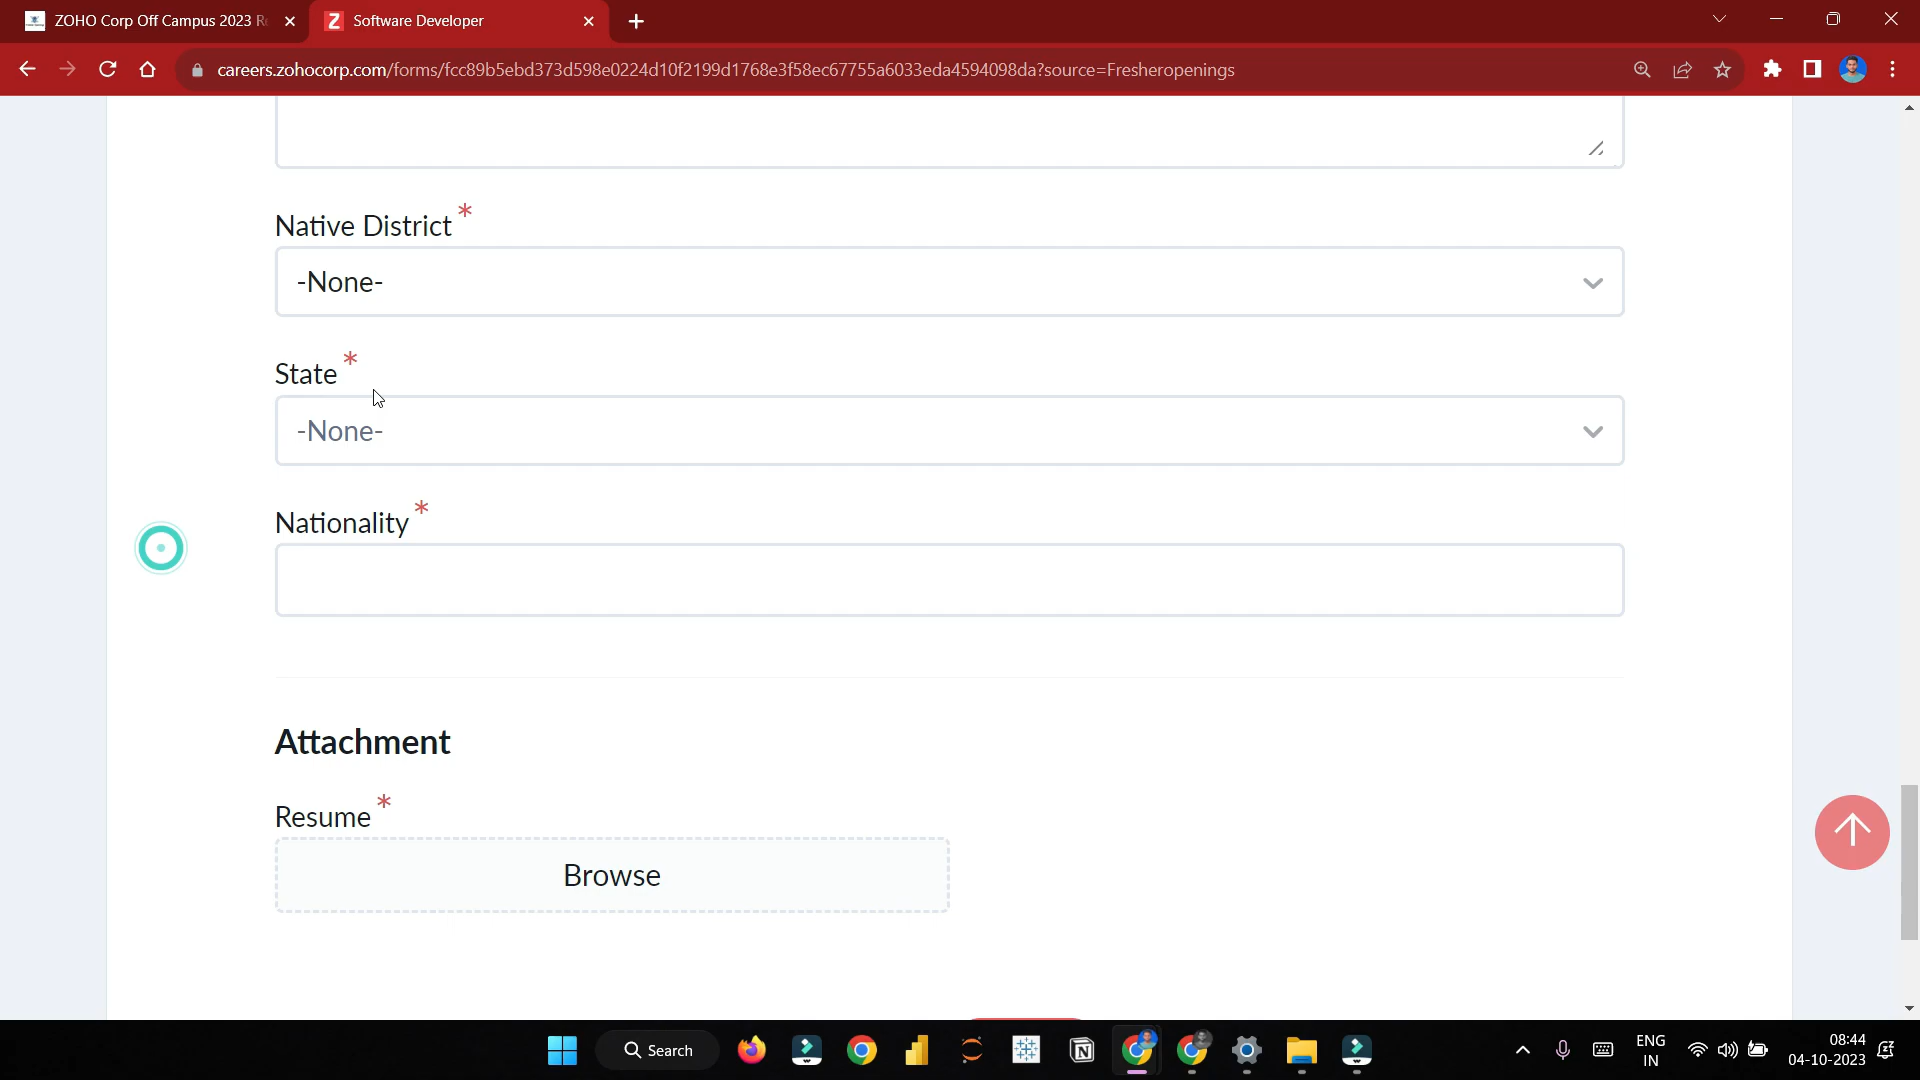 ZOHO Corp Off Campus 2023 R
Software Developer
careers.zohocorp.com/forms/fcc89b5ebd373d598e0224d10f2199d1768e3f58ec67755a6033eda4594098da?source=Fresheropenings
Native District *
-None-
State *
-None-
Nationality *
Attachment
Resume *
Browse
Search
ENG
IN
08:44
04-10-2023